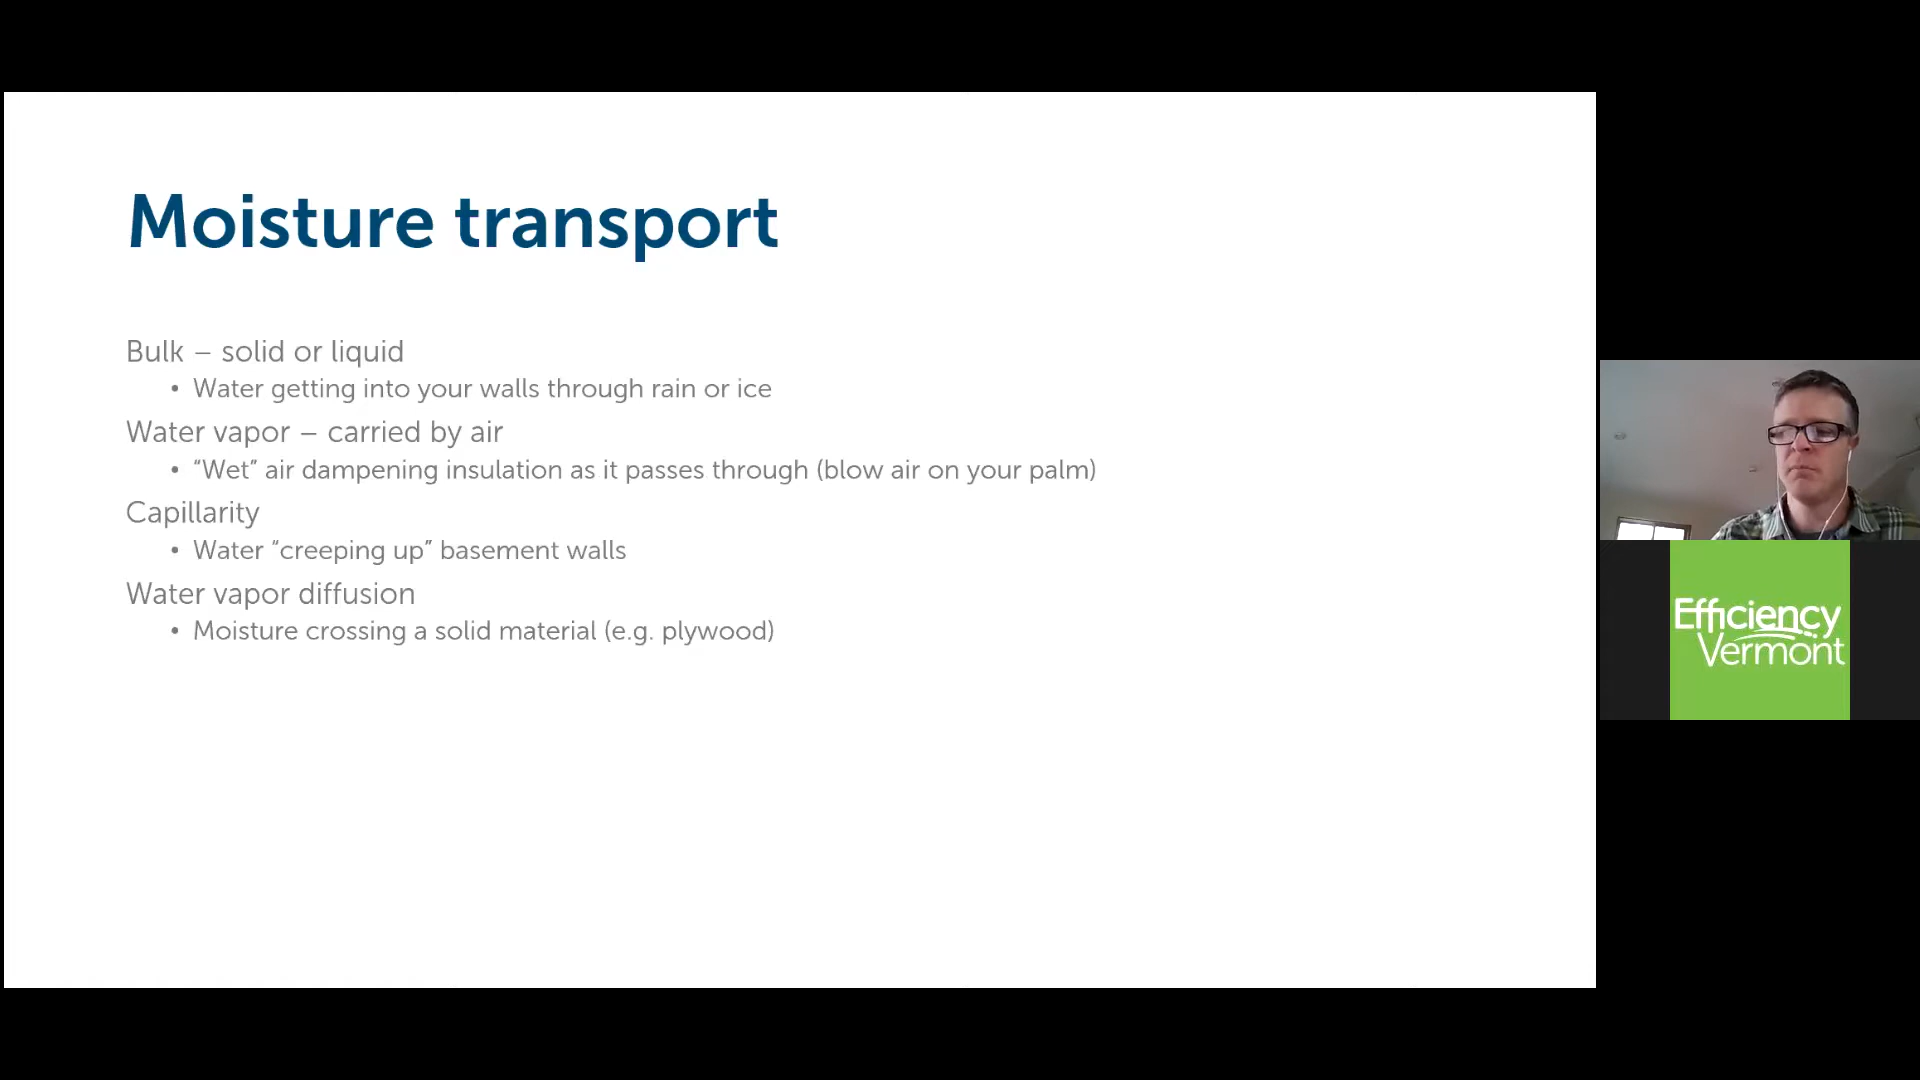 Moisture transport
Bulk – solid or liquid
• Water getting into your walls through rain or ice
Water vapor – carried by air
• “Wet” air dampening insulation as it passes through (blow air on your palm)
Capillarity
• Water “creeping up” basement walls
Water vapor diffusion
• Moisture crossing a solid material (e.g. plywood)
Efficiency
Vermont